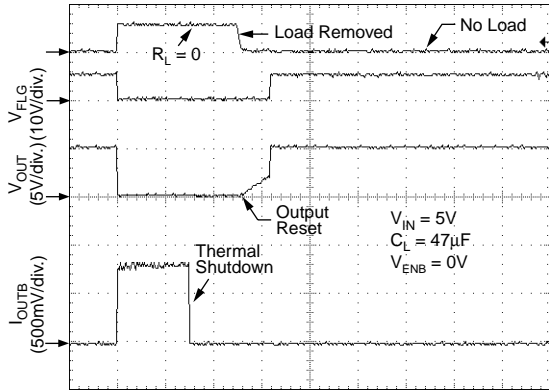 Load Removed
No Load
R_L = 0
V_FLG
(10V/div.)
V_OUT
(5V/div.)
Output
Reset
V_IN = 5V
C_L = 47µF
V_ENB = 0V
Thermal
Shutdown
I_OUTB
(500mV/div.)